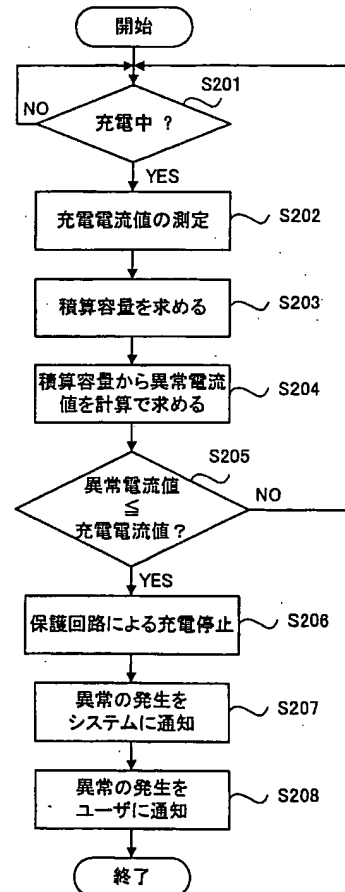 開始
S201
NO
充電中 ?
YES
充電電流値の測定
S202
積算容量を求める
S203
積算容量から異常電流
値を計算で求める
S204
S205
異常電流値
≦
充電電流値?
NO
YES
保護回路による充電停止
S206
異常の発生を
システムに通知
S207
異常の発生を
ユーザに通知
S208
終了